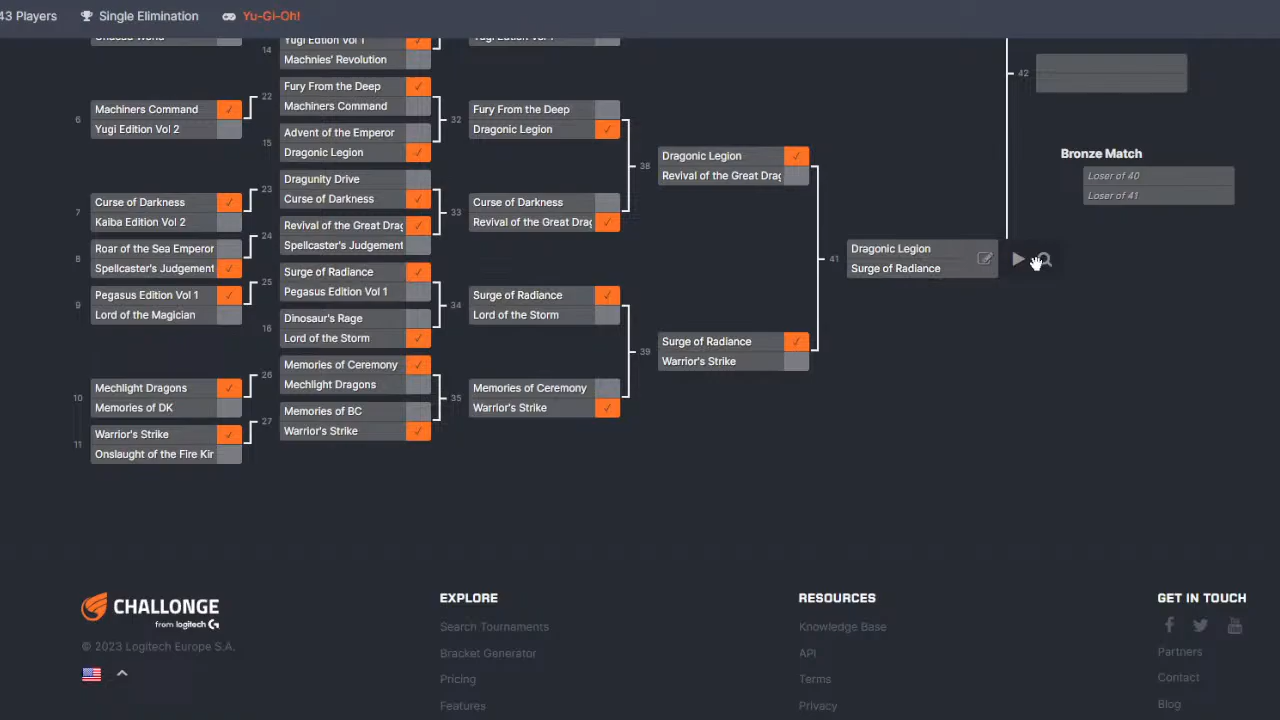 43 Players
Single Elimination
Yu-Gi-Oh!
14
Yugi Edtion Vol 1
Machnies' Revolution
6
Machiners Command
Yugi Edition Vol 2
22
Fury From the Deep
Machiners Command
15
Advent of the Emperor
Dragonic Legion
32
Fury From the Deep
Dragonic Legion
7
Curse of Darkness
Kaiba Edition Vol 2
23
Dragunity Drive
Curse of Darkness
8
Roar of the Sea Emperor
Spellcaster's Judgement
24
Revival of the Great Drag
Spellcaster's Judgement
33
Curse of Darkness
Revival of the Great Drag
9
Pegasus Edition Vol 1
Lord of the Magician
25
Surge of Radiance
Pegasus Edition Vol 1
16
Dinosaur's Rage
Lord of the Storm
34
Surge of Radiance
Lord of the Storm
10
Mechlight Dragons
Memories of DK
26
Memories of Ceremony
Mechlight Dragons
11
Warrior's Strike
Onslaught of the Fire Kir
27
Memories of BC
Warrior's Strike
35
Memories of Ceremony
Warrior's Strike
38
Dragonic Legion
Revival of the Great Drag
39
Surge of Radiance
Warrior's Strike
41
Dragonic Legion
Surge of Radiance
42
Bronze Match
Loser of 40
Loser of 41
CHALLONGE
from logitech G
© 2023 Logitech Europe S.A.
EXPLORE
Search Tournaments
Bracket Generator
Pricing
Features
RESOURCES
Knowledge Base
API
Terms
Privacy
GET IN TOUCH
Partners
Contact
Blog